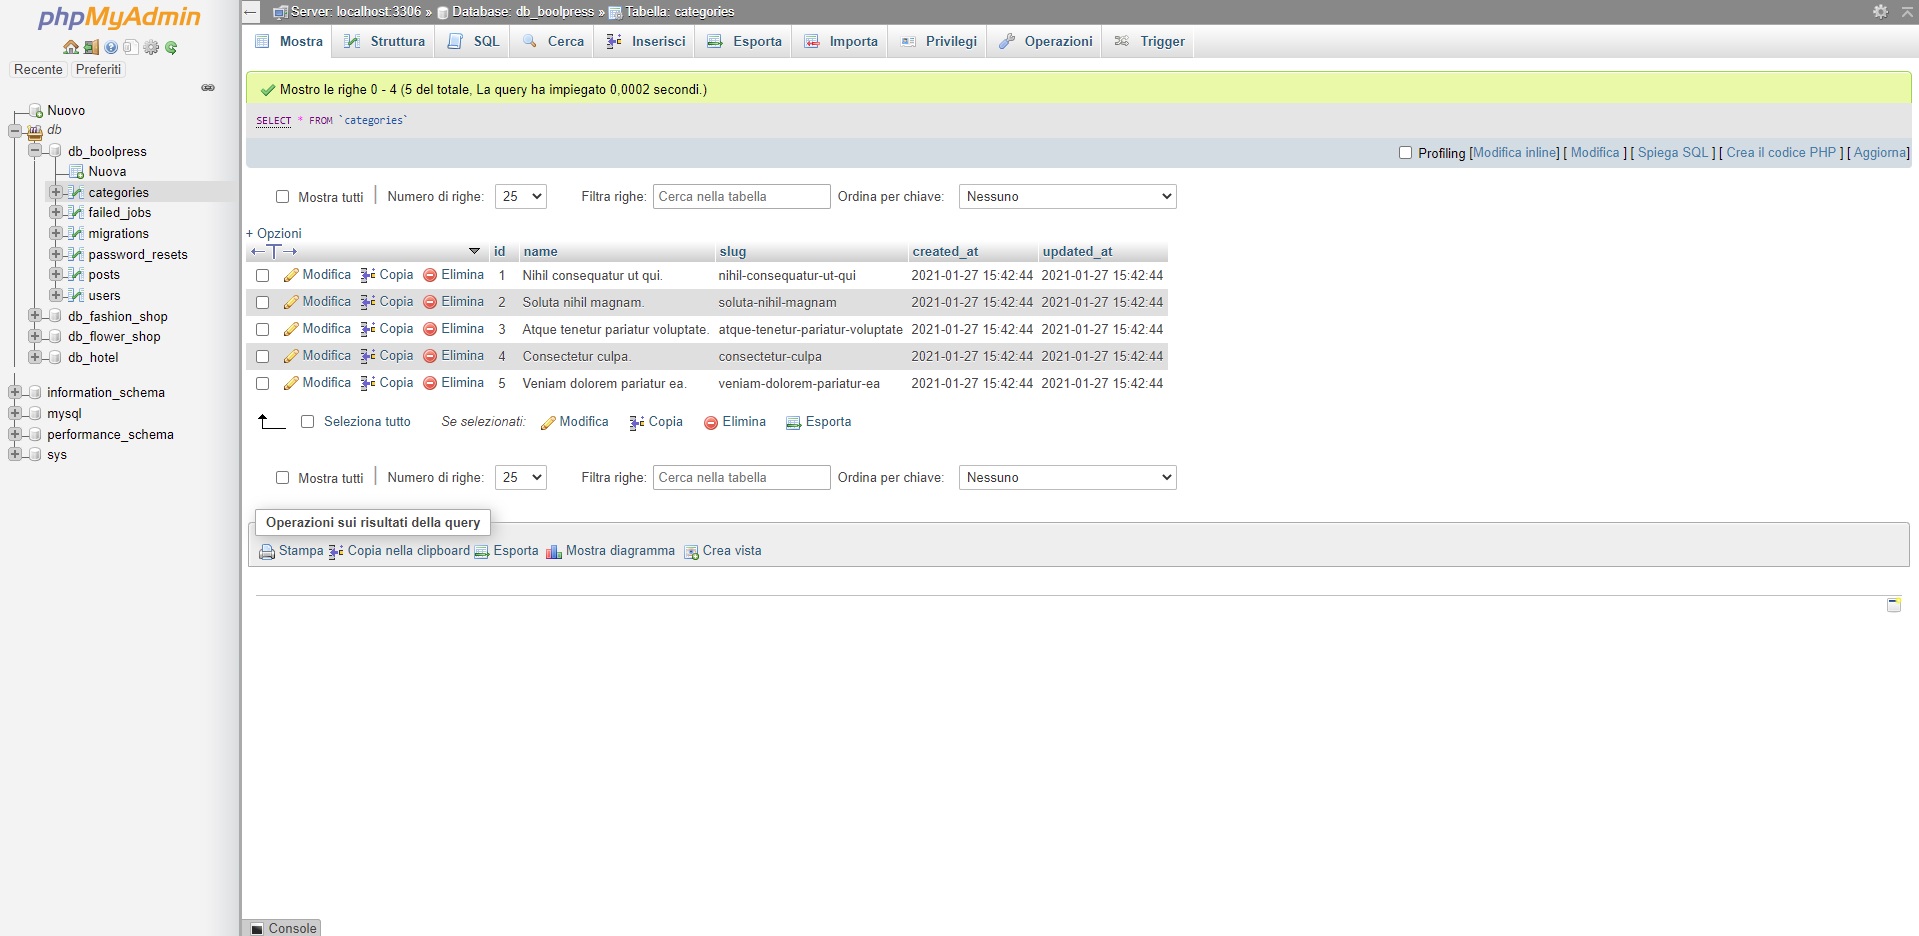 phpMyAdmin
Recente Preferiti
Nuovo
db
db_boolpress
Nuova
categories
failed_jobs
migrations
password_resets
posts
users
db_fashion_shop
db_flower_shop
db_hotel
information_schema
mysql
performance_schema
sys
Server: localhost:3306 » Database: db_boolpress » Tabella: categories
Mostra Struttura SQL Cerca Inserisci Esporta Importa Privilegi Operazioni Trigger
Mostro le righe 0 - 4 (5 del totale, La query ha impiegato 0,0002 secondi.)
SELECT * FROM `categories`
Profiling [Modifica inline] [ Modifica ] [ Spiega SQL ] [ Crea il codice PHP ] [ Aggiorna]
Mostra tutti | Numero di righe: 25 Filtra righe: Cerca nella tabella Ordina per chiave: Nessuno
+ Opzioni
←T→ id name slug created_at updated_at
Modifica Copia Elimina 1 Nihil consequatur ut qui. nihil-consequatur-ut-qui 2021-01-27 15:42:44 2021-01-27 15:42:44
Modifica Copia Elimina 2 Soluta nihil magnam. soluta-nihil-magnam 2021-01-27 15:42:44 2021-01-27 15:42:44
Modifica Copia Elimina 3 Atque tenetur pariatur voluptate. atque-tenetur-pariatur-voluptate 2021-01-27 15:42:44 2021-01-27 15:42:44
Modifica Copia Elimina 4 Consectetur culpa. consectetur-culpa 2021-01-27 15:42:44 2021-01-27 15:42:44
Modifica Copia Elimina 5 Veniam dolorem pariatur ea. veniam-dolorem-pariatur-ea 2021-01-27 15:42:44 2021-01-27 15:42:44
Seleziona tutto Se selezionati: Modifica Copia Elimina Esporta
Mostra tutti | Numero di righe: 25 Filtra righe: Cerca nella tabella Ordina per chiave: Nessuno
Operazioni sui risultati della query
Stampa Copia nella clipboard Esporta Mostra diagramma Crea vista
Console